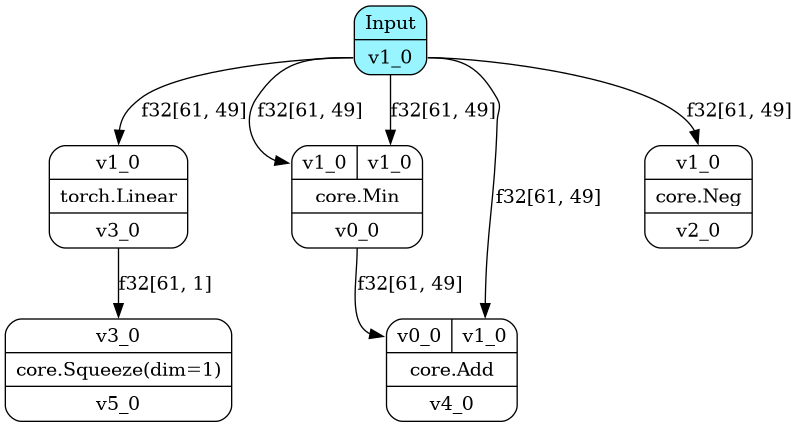 Input
v1_0
f32[61, 49]
f32[61, 49]
f32[61, 49]
f32[61, 49]
v1_0
torch.Linear
v3_0
v1_0 v1_0
core.Min
v0_0
f32[61, 49]
v1_0
core.Neg
v2_0
f32[61, 1]
f32[61, 49]
v3_0
core.Squeeze(dim=1)
v5_0
v0_0 v1_0
core.Add
v4_0